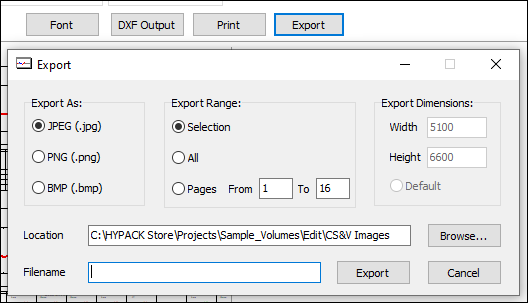 Font DXF Output Print Export
Export
Export As: Export Range: Export Dimensions:
JPEG (.jpg) Selection Width 5100
PNG (.png) All Height 6600
BMP (.bmp) Pages From 1 To 16 Default
Location C:\HYPACK Store\Projects\Sample_Volumes\Edit\CS&V Images Browse...
Filename Export Cancel